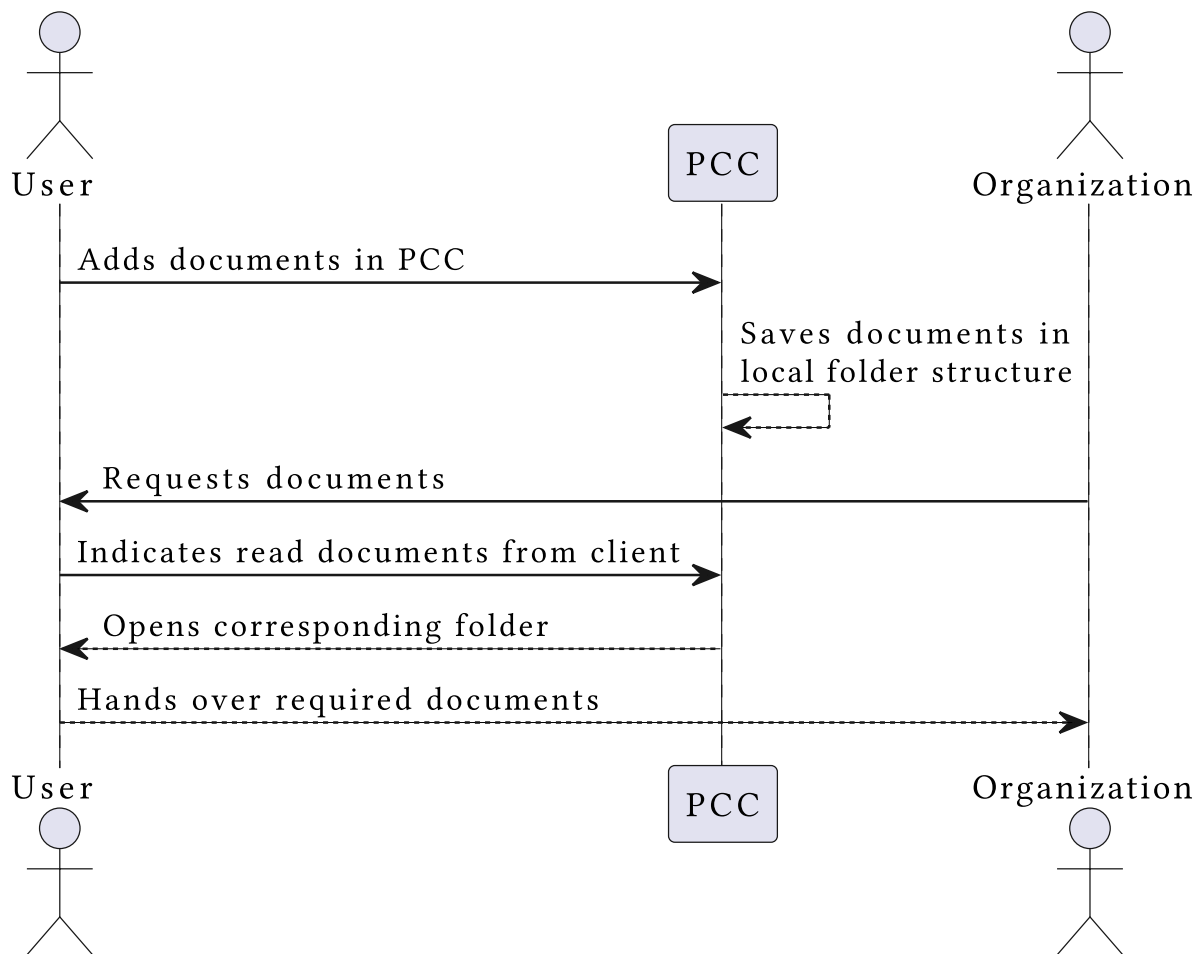 User
PCC
Organization
Adds documents in PCC
Saves documents in
local folder structure
Requests documents
Indicates read documents from client
Opens corresponding folder
Hands over required documents
User
PCC
Organization